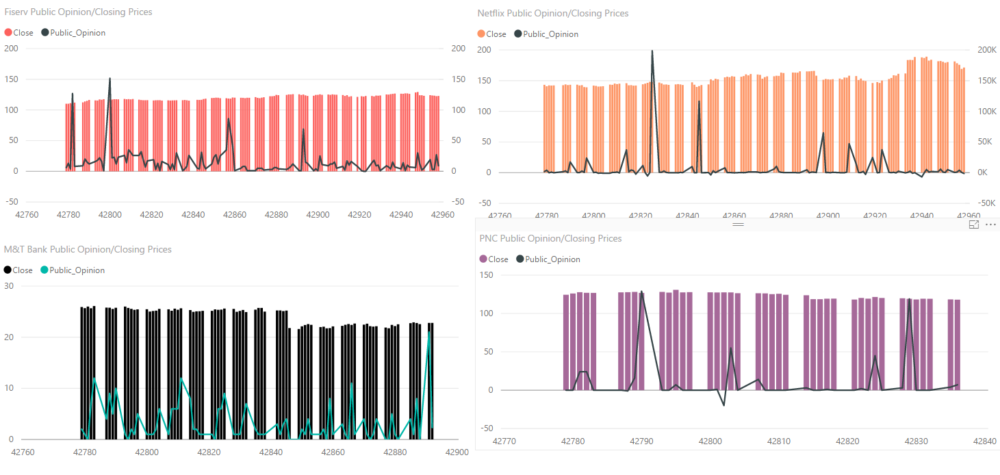 Fiserv Public Opinion/Closing Prices
Close Public_Opinion
200 200
150 150
100 100
50 50
0 0
-50 -50
42760 42780 42800 42820 42840 42860 42880 42900 42920 42940 42960
Netflix Public Opinion/Closing Prices
Close Public_Opinion
200 200K
150 150K
100 100K
50 50K
0 0K
-50 -50K
42760 42780 42800 42820 42840 42860 42880 42900 42920 42940 42960
M&T Bank Public Opinion/Closing Prices
Close Public_Opinion
30
20
10
0
42760 42780 42800 42820 42840 42860 42880 42900
PNC Public Opinion/Closing Prices
Close Public_Opinion
150
100
50
0
-50
42770 42780 42790 42800 42810 42820 42830 42840